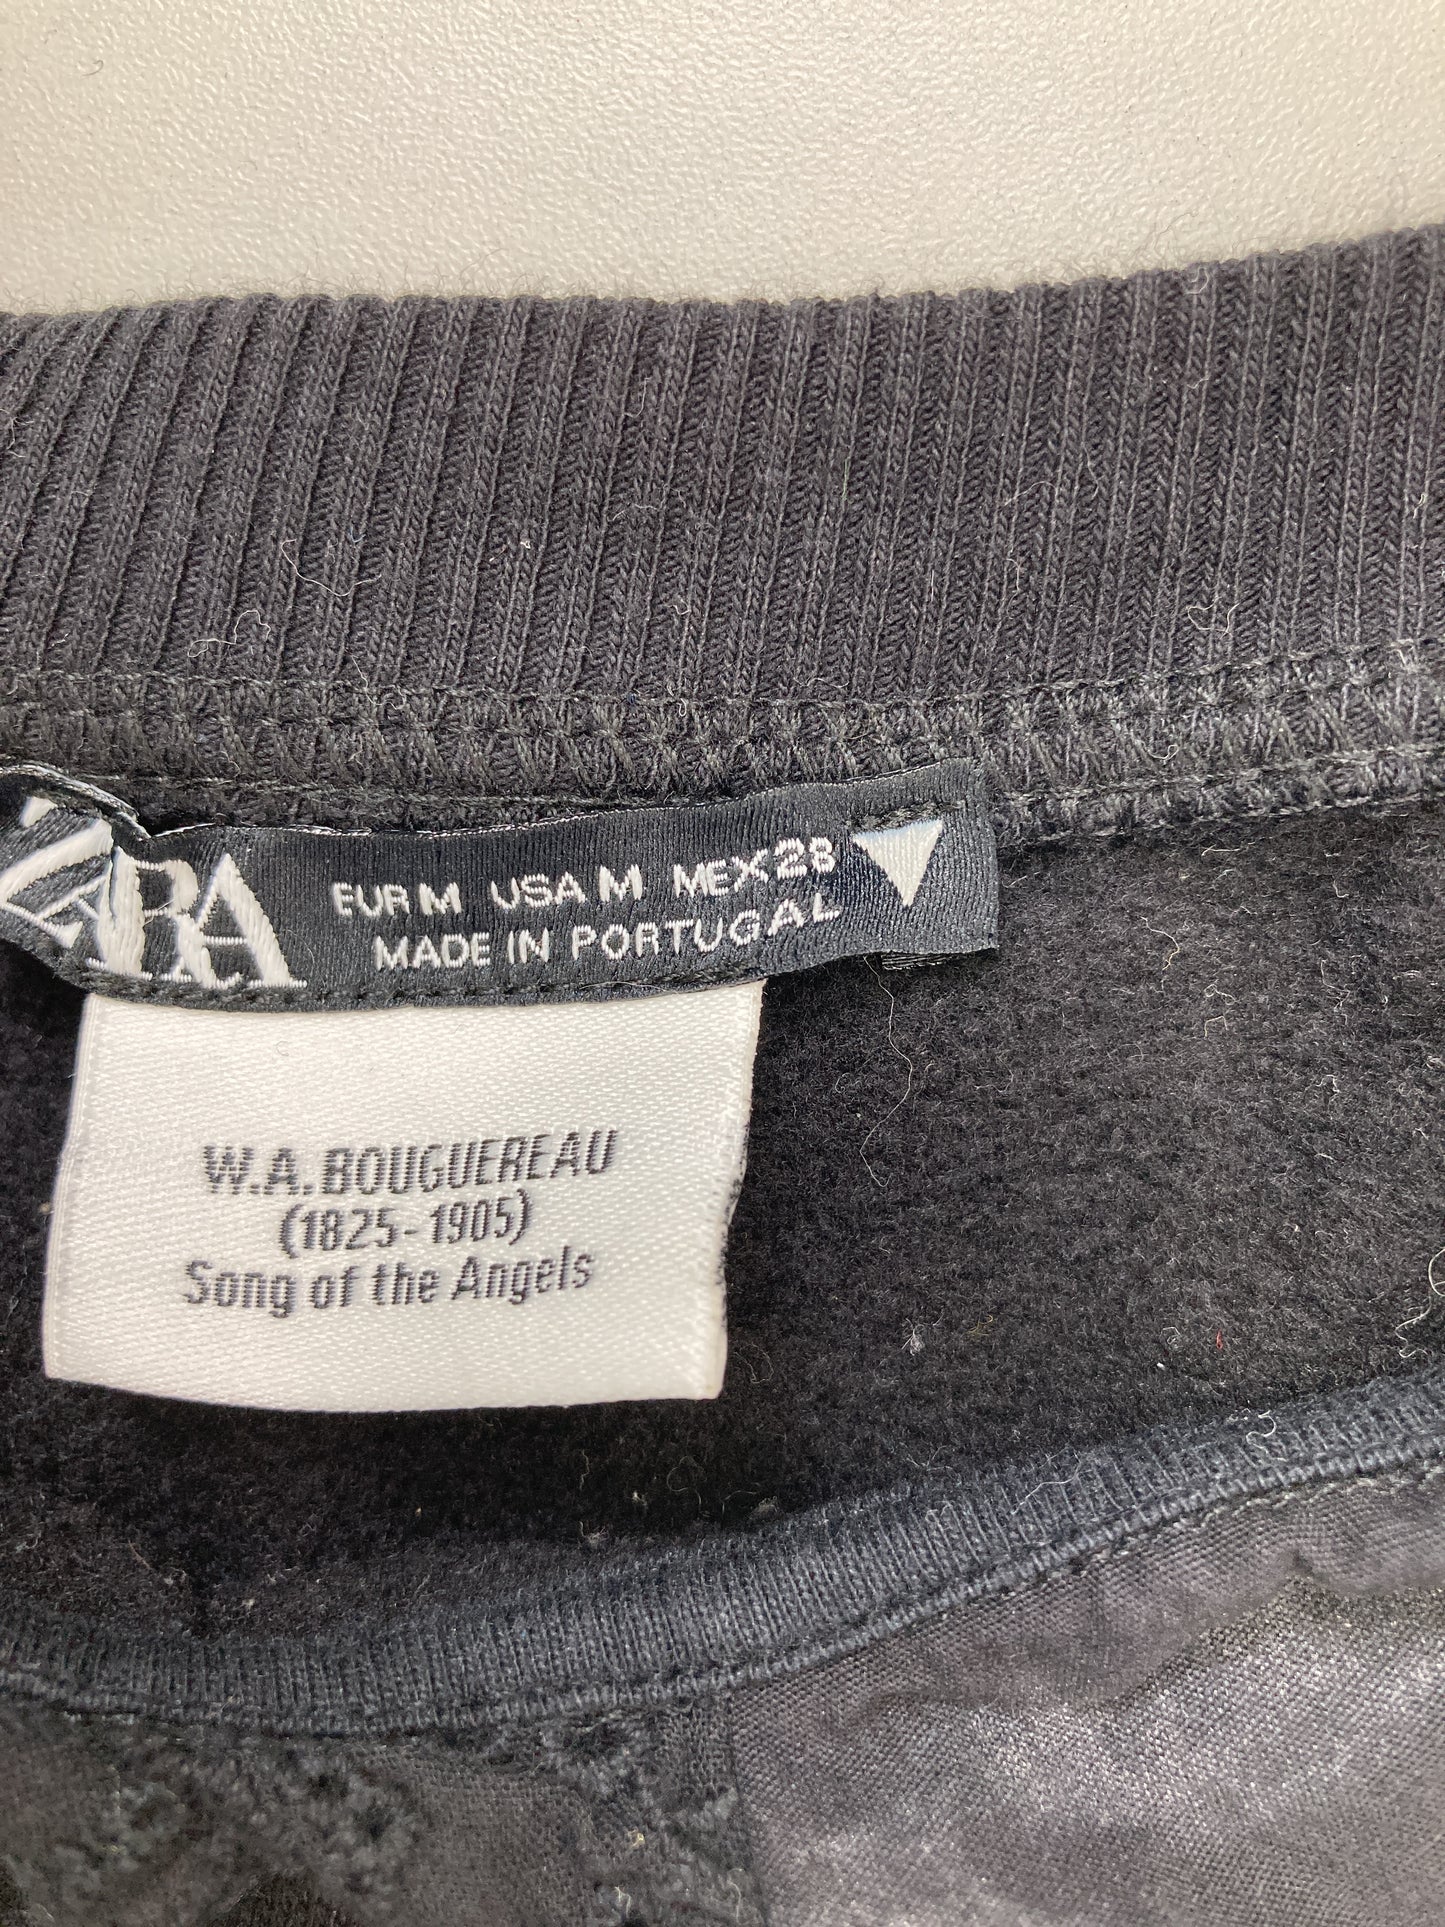 ZARA
EUR M USA M MEX 28
MADE IN PORTUGAL
W.A.BOUGUEREAU
(1825-1905)
Song of the Angels